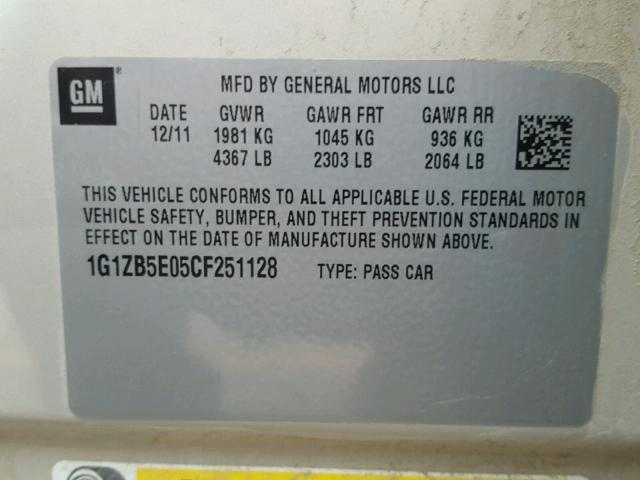 GM
MFD BY GENERAL MOTORS LLC
DATE GVWR GAWR FRT GAWR RR
12/11 1981 KG 1045 KG 936 KG
4367 LB 2303 LB 2064 LB
THIS VEHICLE CONFORMS TO ALL APPLICABLE U.S. FEDERAL MOTOR
VEHICLE SAFETY, BUMPER, AND THEFT PREVENTION STANDARDS IN
EFFECT ON THE DATE OF MANUFACTURE SHOWN ABOVE.
1G1ZB5E05CF251128 TYPE: PASS CAR